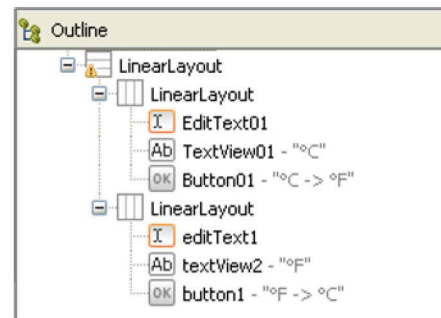 Outline
LinearLayout
LinearLayout
EditText01
Ab TextView01 - "°C"
OK Button01 - "°C -> °F"
LinearLayout
editText1
Ab textView2 - "°F"
OK button1 - "°F -> °C"